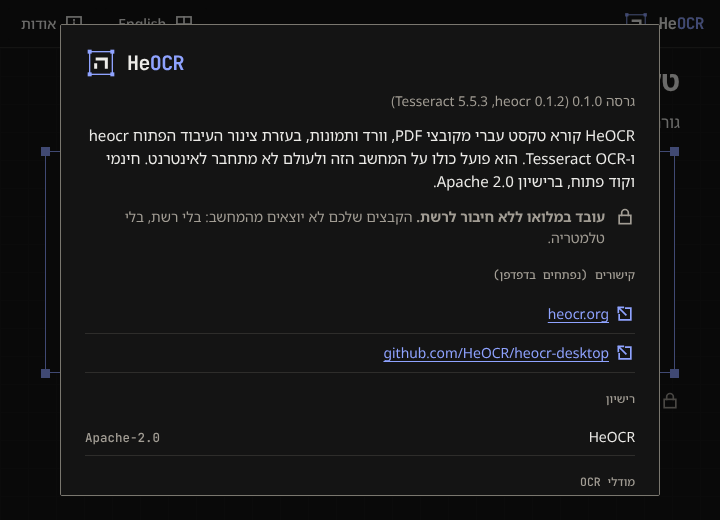 HeOCR
English
אודות
טי
גור
HeOCR
גרסה 0.1.0 (heocr 0.1.2, Tesseract 5.5.3)
HeOCR קורא טקסט עברי מקובצי PDF, וורד ותמונות, בעזרת צינור העיבוד הפתוח heocr
ו-Tesseract OCR. הוא פועל כולו על המחשב הזה ולעולם לא מתחבר לאינטרנט. חינמי
וקוד פתוח, ברישיון Apache 2.0.
עובד במלואו ללא חיבור לרשת. הקבצים שלכם לא יוצאים מהמחשב: בלי רשת, בלי
טלמטריה.
קישורים (נפתחים בדפדפן)
heocr.org
github.com/HeOCR/heocr-desktop
רישיון
HeOCR Apache-2.0
מודלי OCR